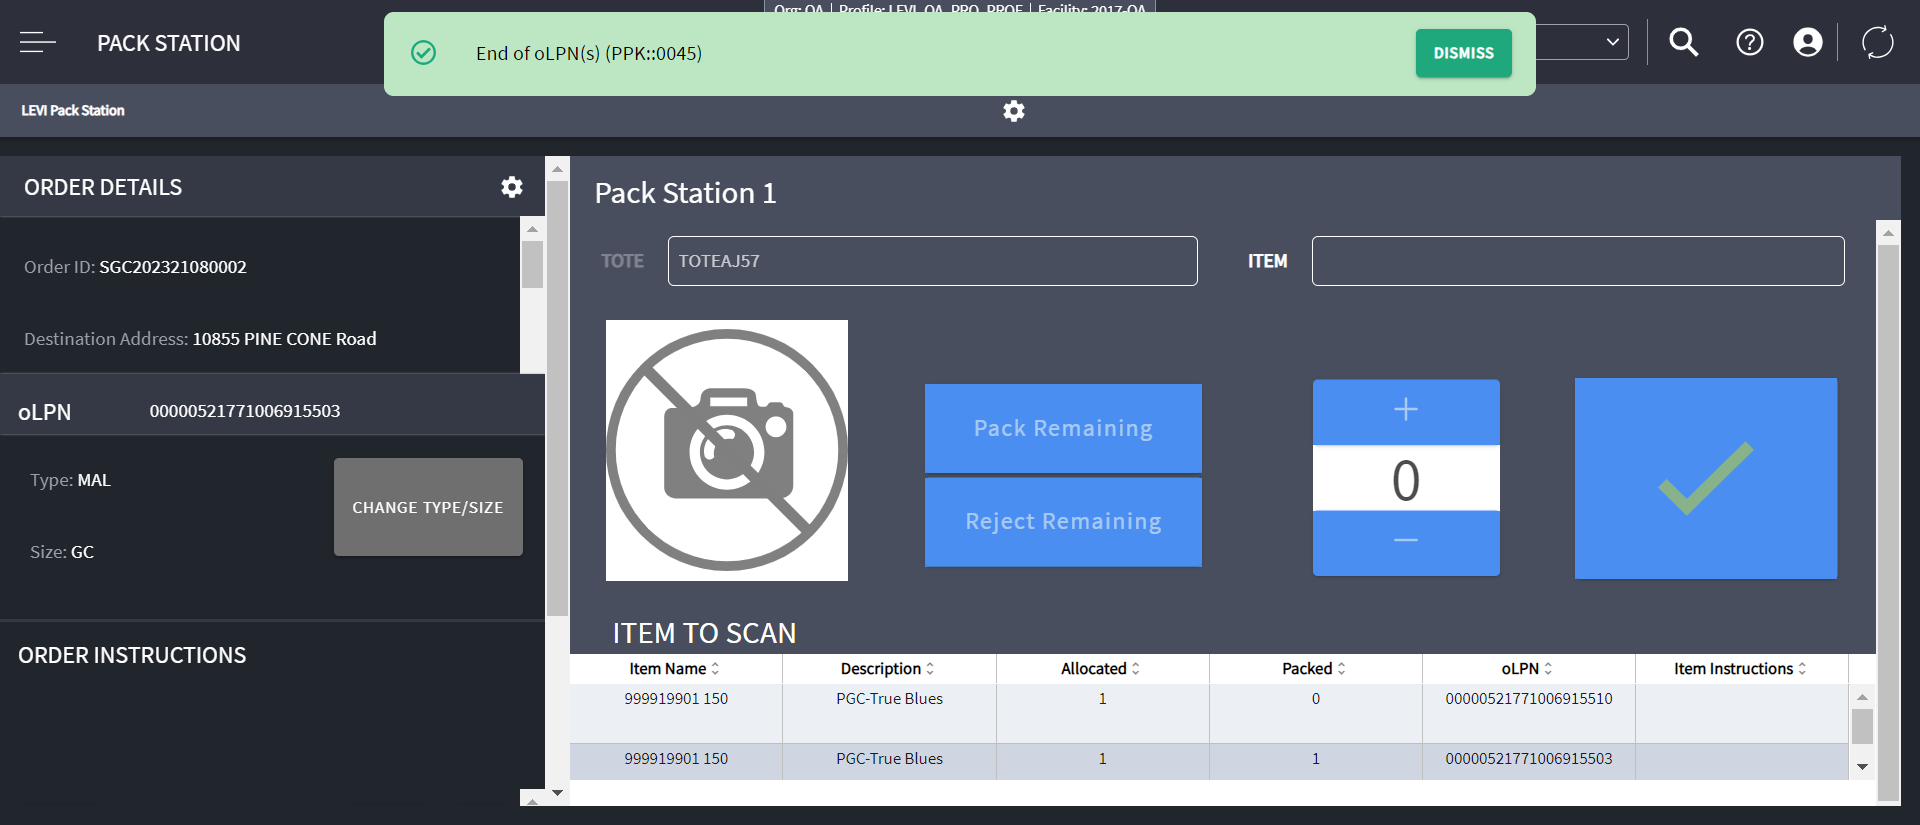 Org: QA | Profile: LEVI_QA_PRO_PROF | Facility: 2017-QA
PACK STATION
End of oLPN(s) (PPK::0045)
DISMISS
LEVI Pack Station
ORDER DETAILS
Order ID: SGC202321080002
Destination Address: 10855 PINE CONE Road
oLPN 00000521771006915503
Type: MAL
CHANGE TYPE/SIZE
Size: GC
ORDER INSTRUCTIONS
Pack Station 1
TOTE TOTEAJ57 ITEM
Pack Remaining
Reject Remaining
+
0
−
ITEM TO SCAN
Item Name Description Allocated Packed oLPN Item Instructions
999919901 150 PGC-True Blues 1 0 00000521771006915510
999919901 150 PGC-True Blues 1 1 00000521771006915503